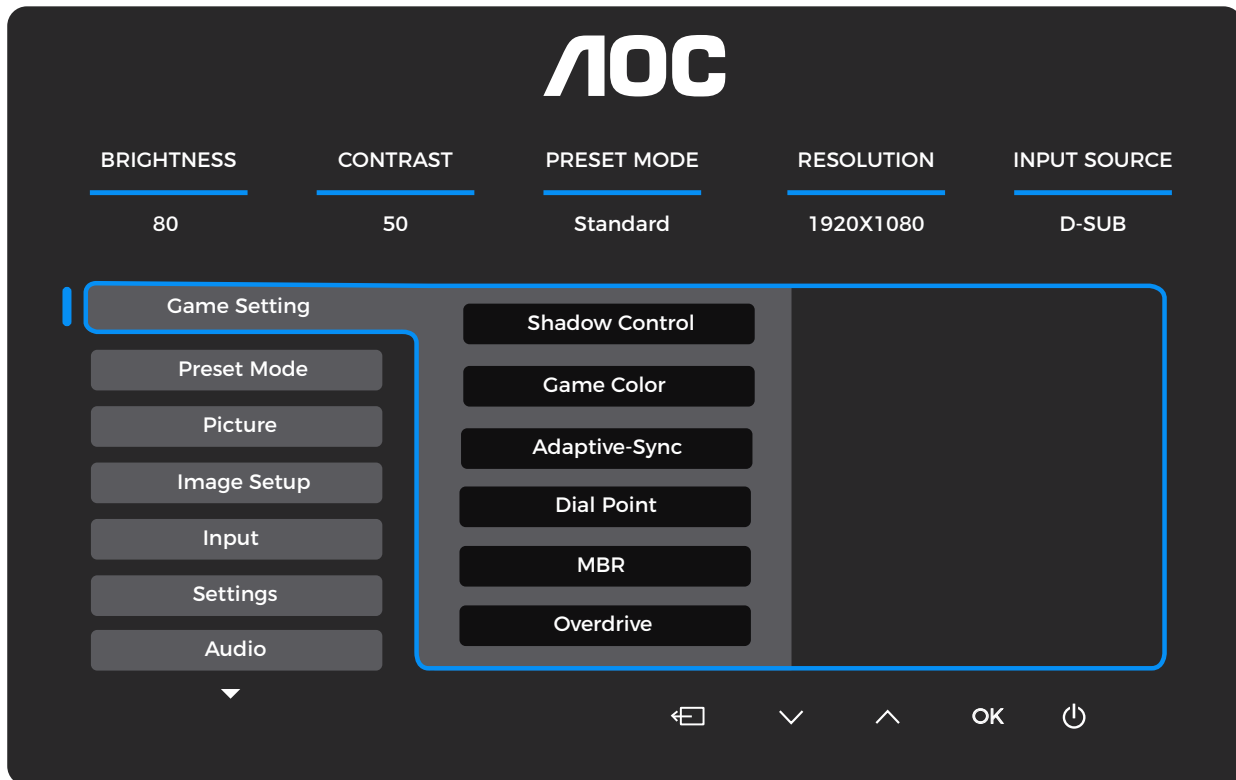 AOC
BRIGHTNESS CONTRAST PRESET MODE RESOLUTION INPUT SOURCE
80 50 Standard 1920X1080 D-SUB
Game Setting
Preset Mode
Picture
Image Setup
Input
Settings
Audio
Shadow Control
Game Color
Adaptive-Sync
Dial Point
MBR
Overdrive
OK